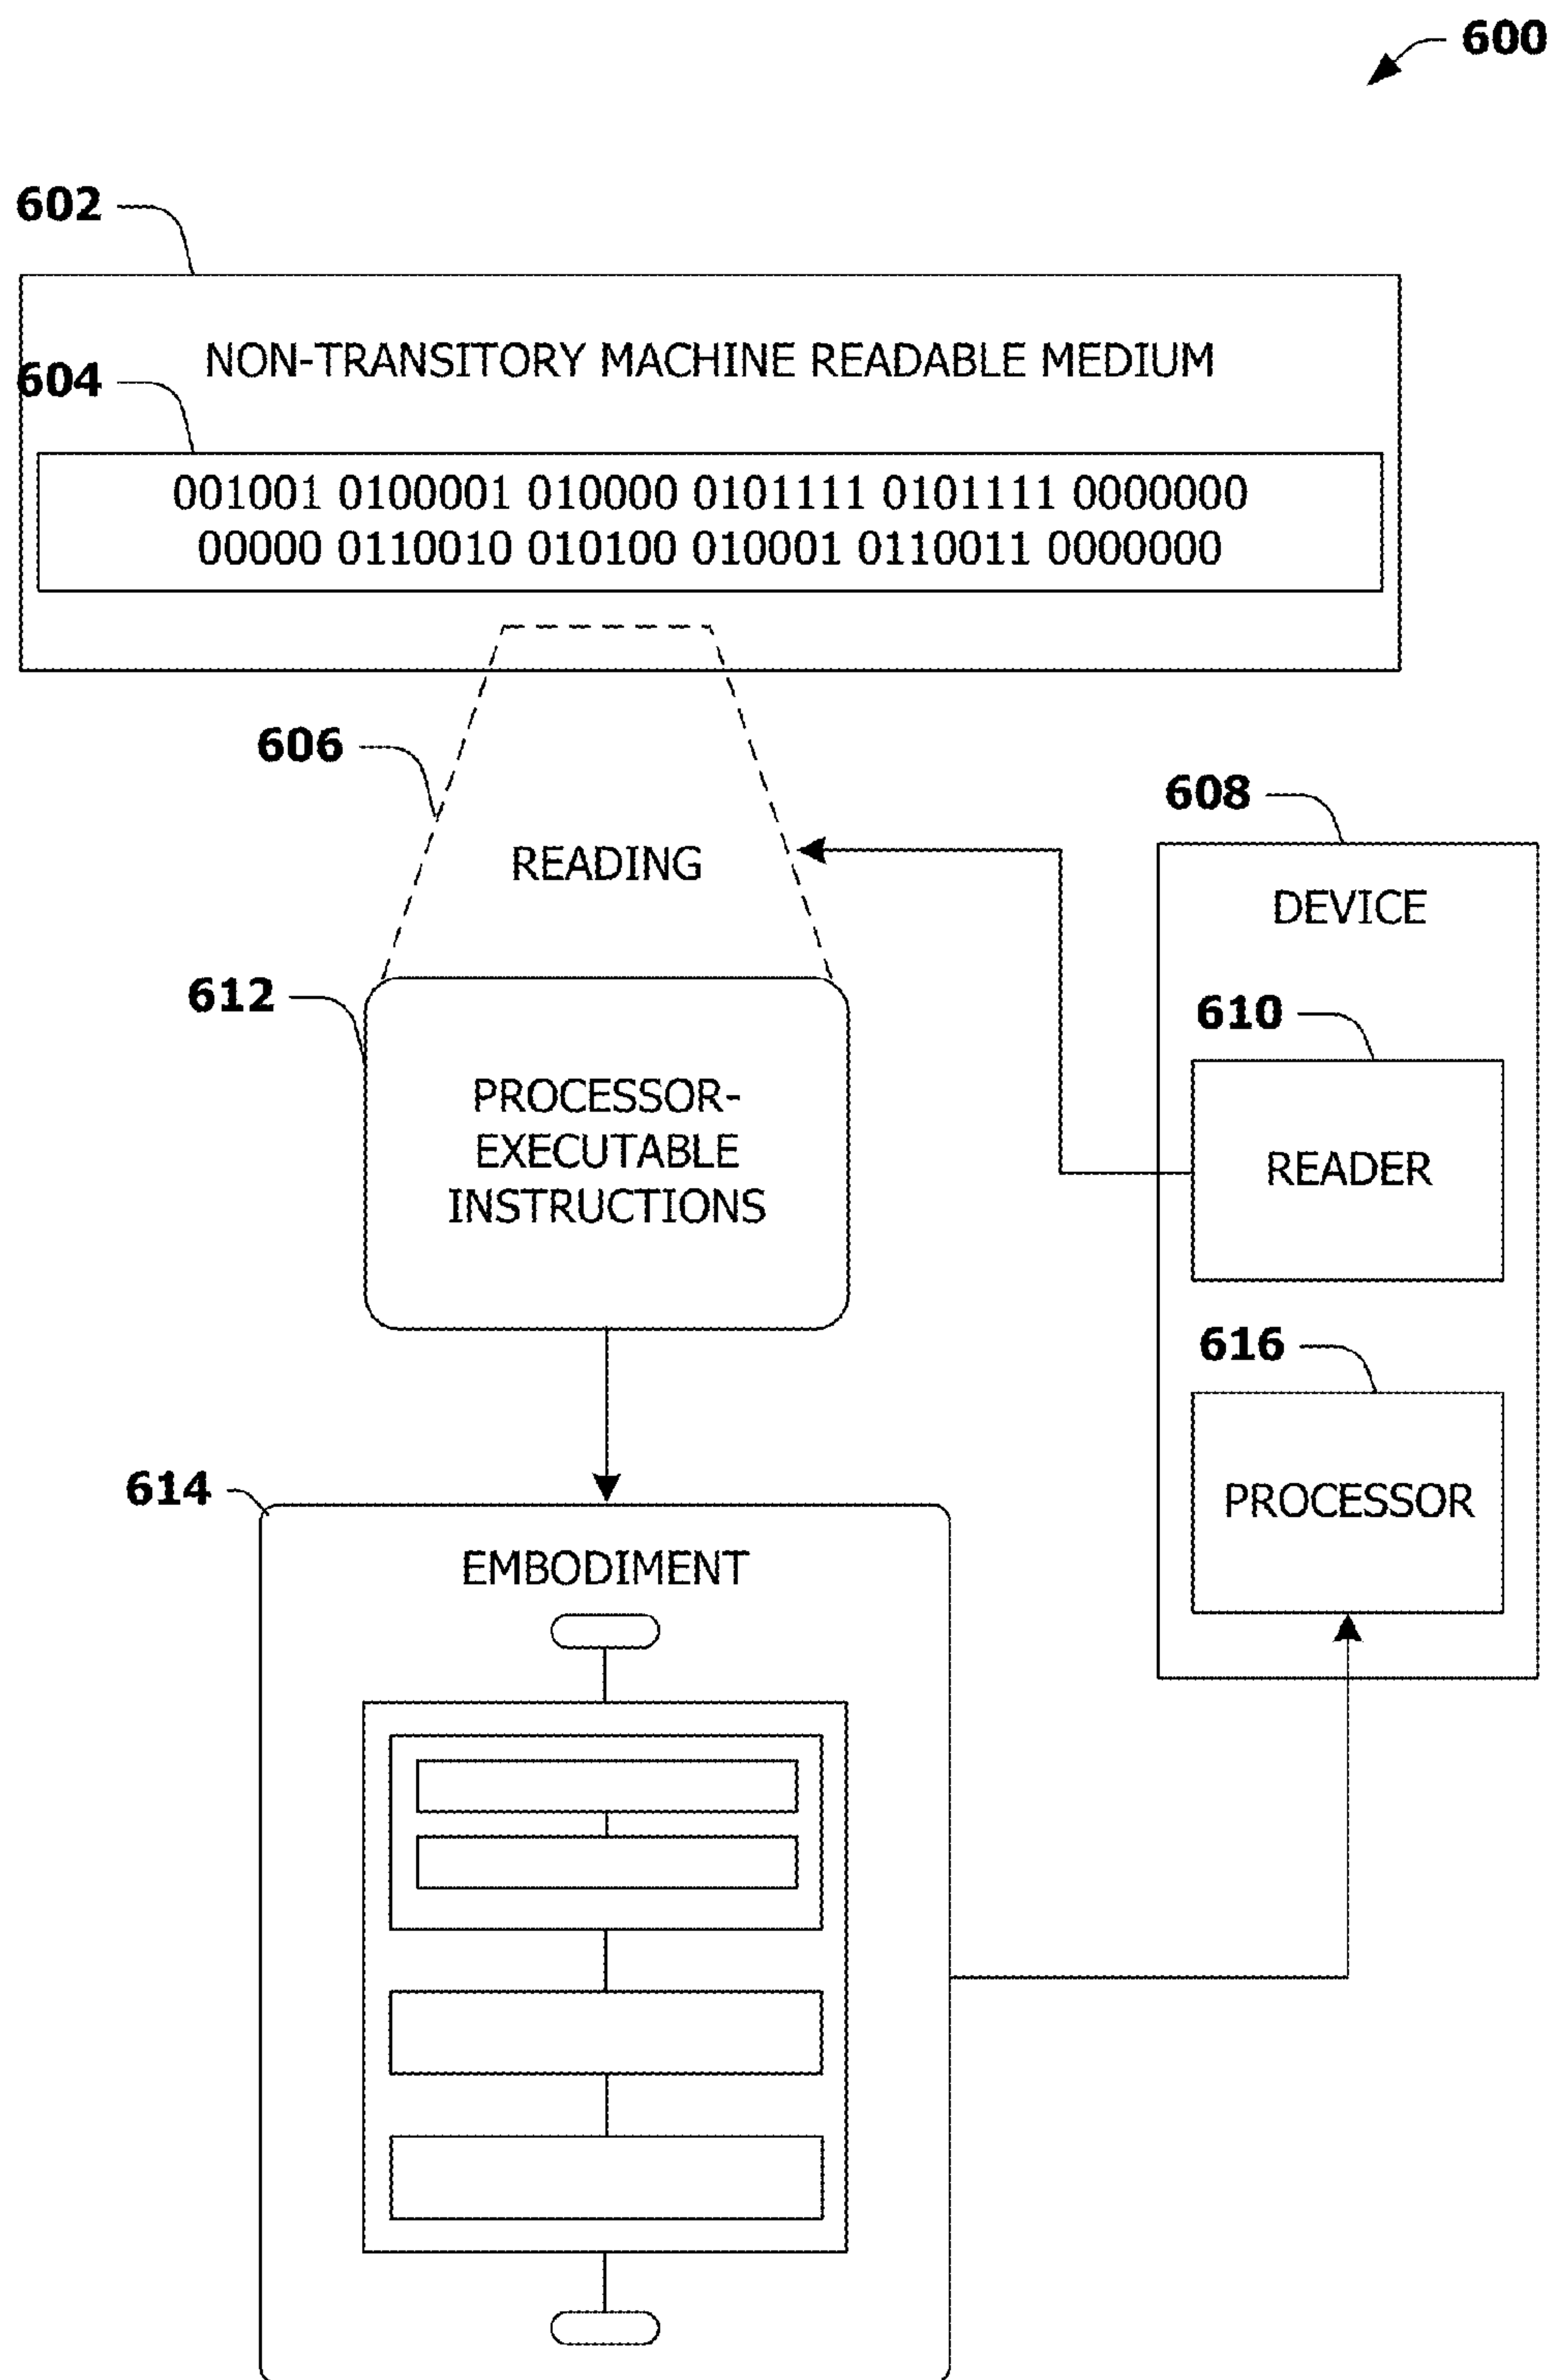 600
602
NON-TRANSITORY MACHINE READABLE MEDIUM
604
001001 0100001 010000 0101111 0101111 0000000
00000 0110010 010100 010001 0110011 0000000
606
READING
608
DEVICE
610
READER
612
PROCESSOR-
EXECUTABLE
INSTRUCTIONS
616
PROCESSOR
614
EMBODIMENT